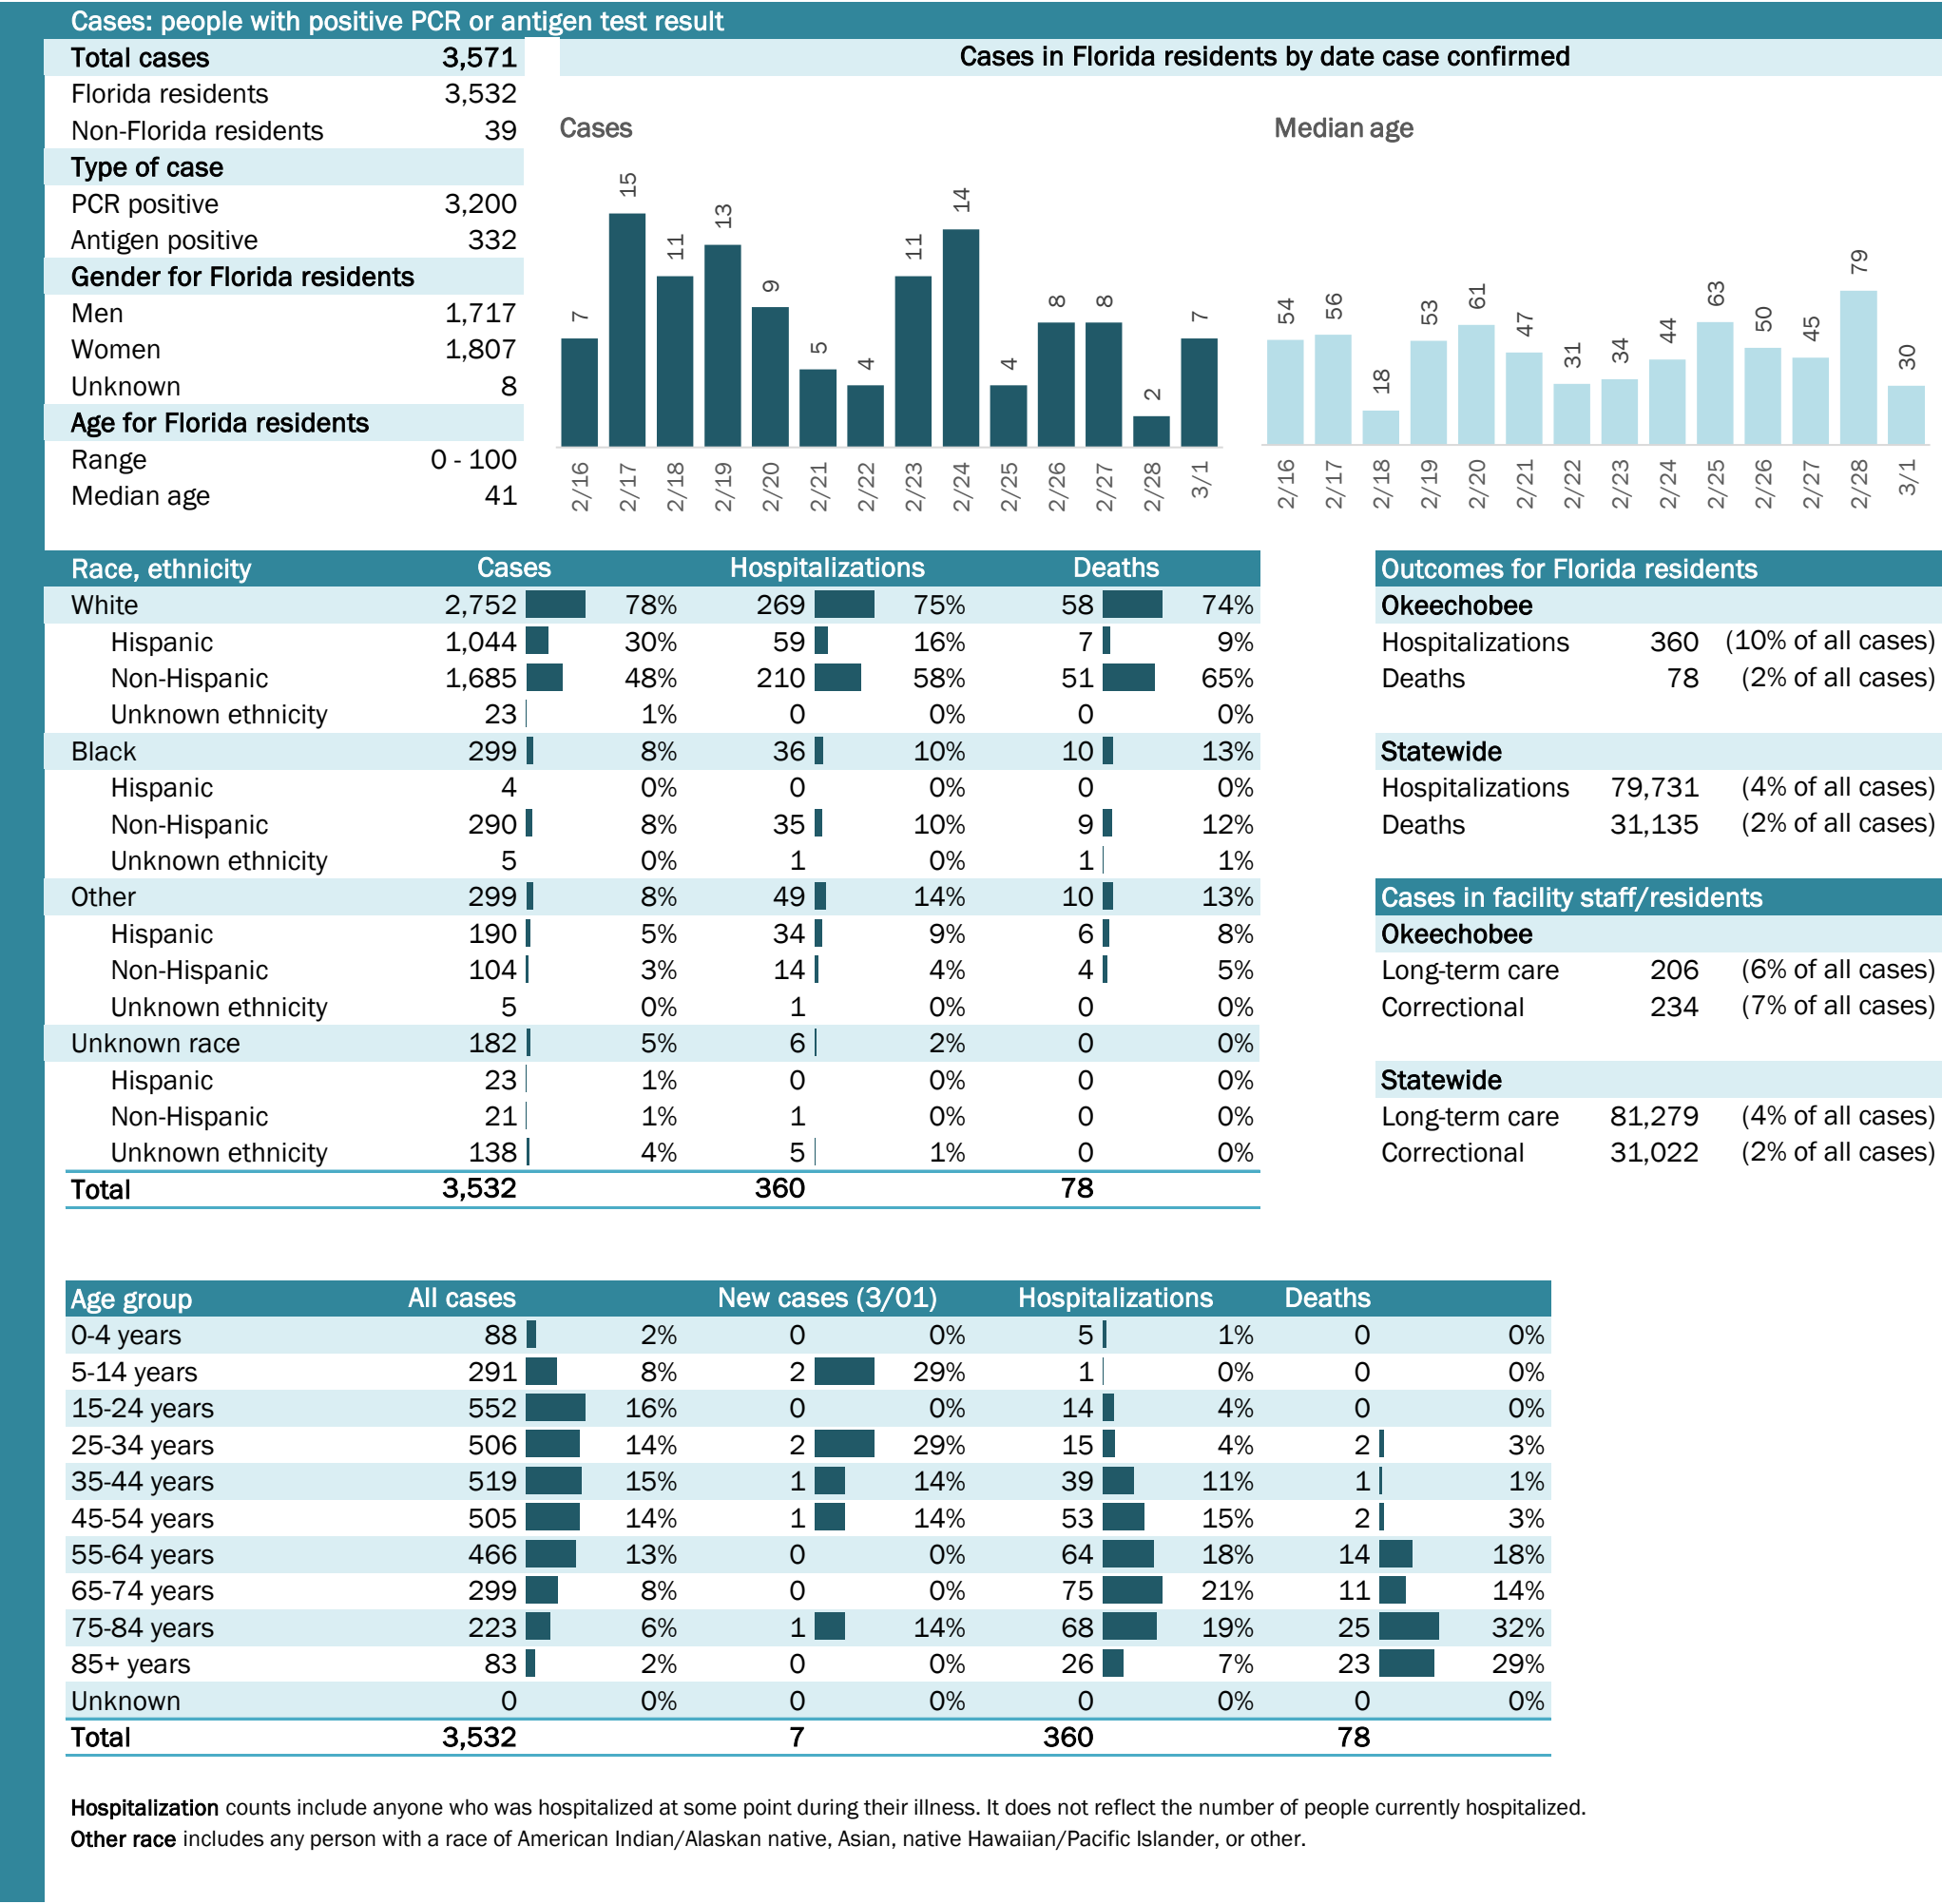 Cases: people with positive PCR or antigen test result
Total cases 3,571
Florida residents 3,532
Non-Florida residents 39
Type of case
PCR positive 3,200
Antigen positive 332
Gender for Florida residents
Men 1,717
Women 1,807
Unknown 8
Age for Florida residents
Range 0 - 100
Median age 41
Cases in Florida residents by date case confirmed
Cases
7 15 11 13 9 5 4 11 14 4 8 8 2 7
2/16 2/17 2/18 2/19 2/20 2/21 2/22 2/23 2/24 2/25 2/26 2/27 2/28 3/1
Median age
54 56 18 53 61 47 31 34 44 63 50 45 79 30
2/16 2/17 2/18 2/19 2/20 2/21 2/22 2/23 2/24 2/25 2/26 2/27 2/28 3/1
Race, ethnicity Cases Hospitalizations Deaths
White 2,752 78% 269 75% 58 74%
Hispanic 1,044 30% 59 16% 7 9%
Non-Hispanic 1,685 48% 210 58% 51 65%
Unknown ethnicity 23 1% 0 0% 0 0%
Black 299 8% 36 10% 10 13%
Hispanic 4 0% 0 0% 0 0%
Non-Hispanic 290 8% 35 10% 9 12%
Unknown ethnicity 5 0% 1 0% 1 1%
Other 299 8% 49 14% 10 13%
Hispanic 190 5% 34 9% 6 8%
Non-Hispanic 104 3% 14 4% 4 5%
Unknown ethnicity 5 0% 1 0% 0 0%
Unknown race 182 5% 6 2% 0 0%
Hispanic 23 1% 0 0% 0 0%
Non-Hispanic 21 1% 1 0% 0 0%
Unknown ethnicity 138 4% 5 1% 0 0%
Total 3,532 360 78
Outcomes for Florida residents
Okeechobee
Hospitalizations 360 (10% of all cases)
Deaths 78 (2% of all cases)
Statewide
Hospitalizations 79,731 (4% of all cases)
Deaths 31,135 (2% of all cases)
Cases in facility staff/residents
Okeechobee
Long-term care 206 (6% of all cases)
Correctional 234 (7% of all cases)
Statewide
Long-term care 81,279 (4% of all cases)
Correctional 31,022 (2% of all cases)
Age group All cases New cases (3/01) Hospitalizations Deaths
0-4 years 88 2% 0 0% 5 1% 0 0%
5-14 years 291 8% 2 29% 1 0% 0 0%
15-24 years 552 16% 0 0% 14 4% 0 0%
25-34 years 506 14% 2 29% 15 4% 2 3%
35-44 years 519 15% 1 14% 39 11% 1 1%
45-54 years 505 14% 1 14% 53 15% 2 3%
55-64 years 466 13% 0 0% 64 18% 14 18%
65-74 years 299 8% 0 0% 75 21% 11 14%
75-84 years 223 6% 1 14% 68 19% 25 32%
85+ years 83 2% 0 0% 26 7% 23 29%
Unknown 0 0% 0 0% 0 0% 0 0%
Total 3,532 7 360 78
Hospitalization counts include anyone who was hospitalized at some point during their illness. It does not reflect the number of people currently hospitalized.
Other race includes any person with a race of American Indian/Alaskan native, Asian, native Hawaiian/Pacific Islander, or other.